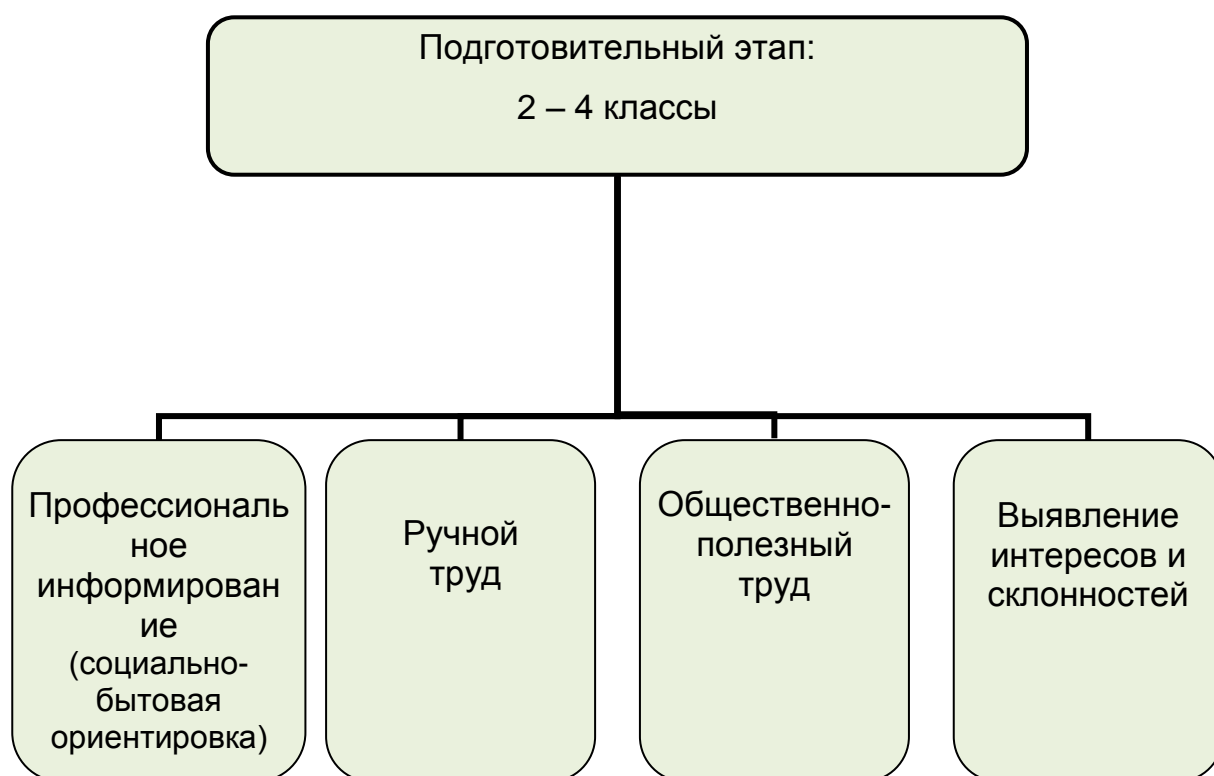 Подготовительный этап:
2 – 4 классы
Профессиональ
ное
информирован
ие
(социально-
бытовая
ориентировка)
Ручной
труд
Общественно-
полезный
труд
Выявление
интересов и
склонностей